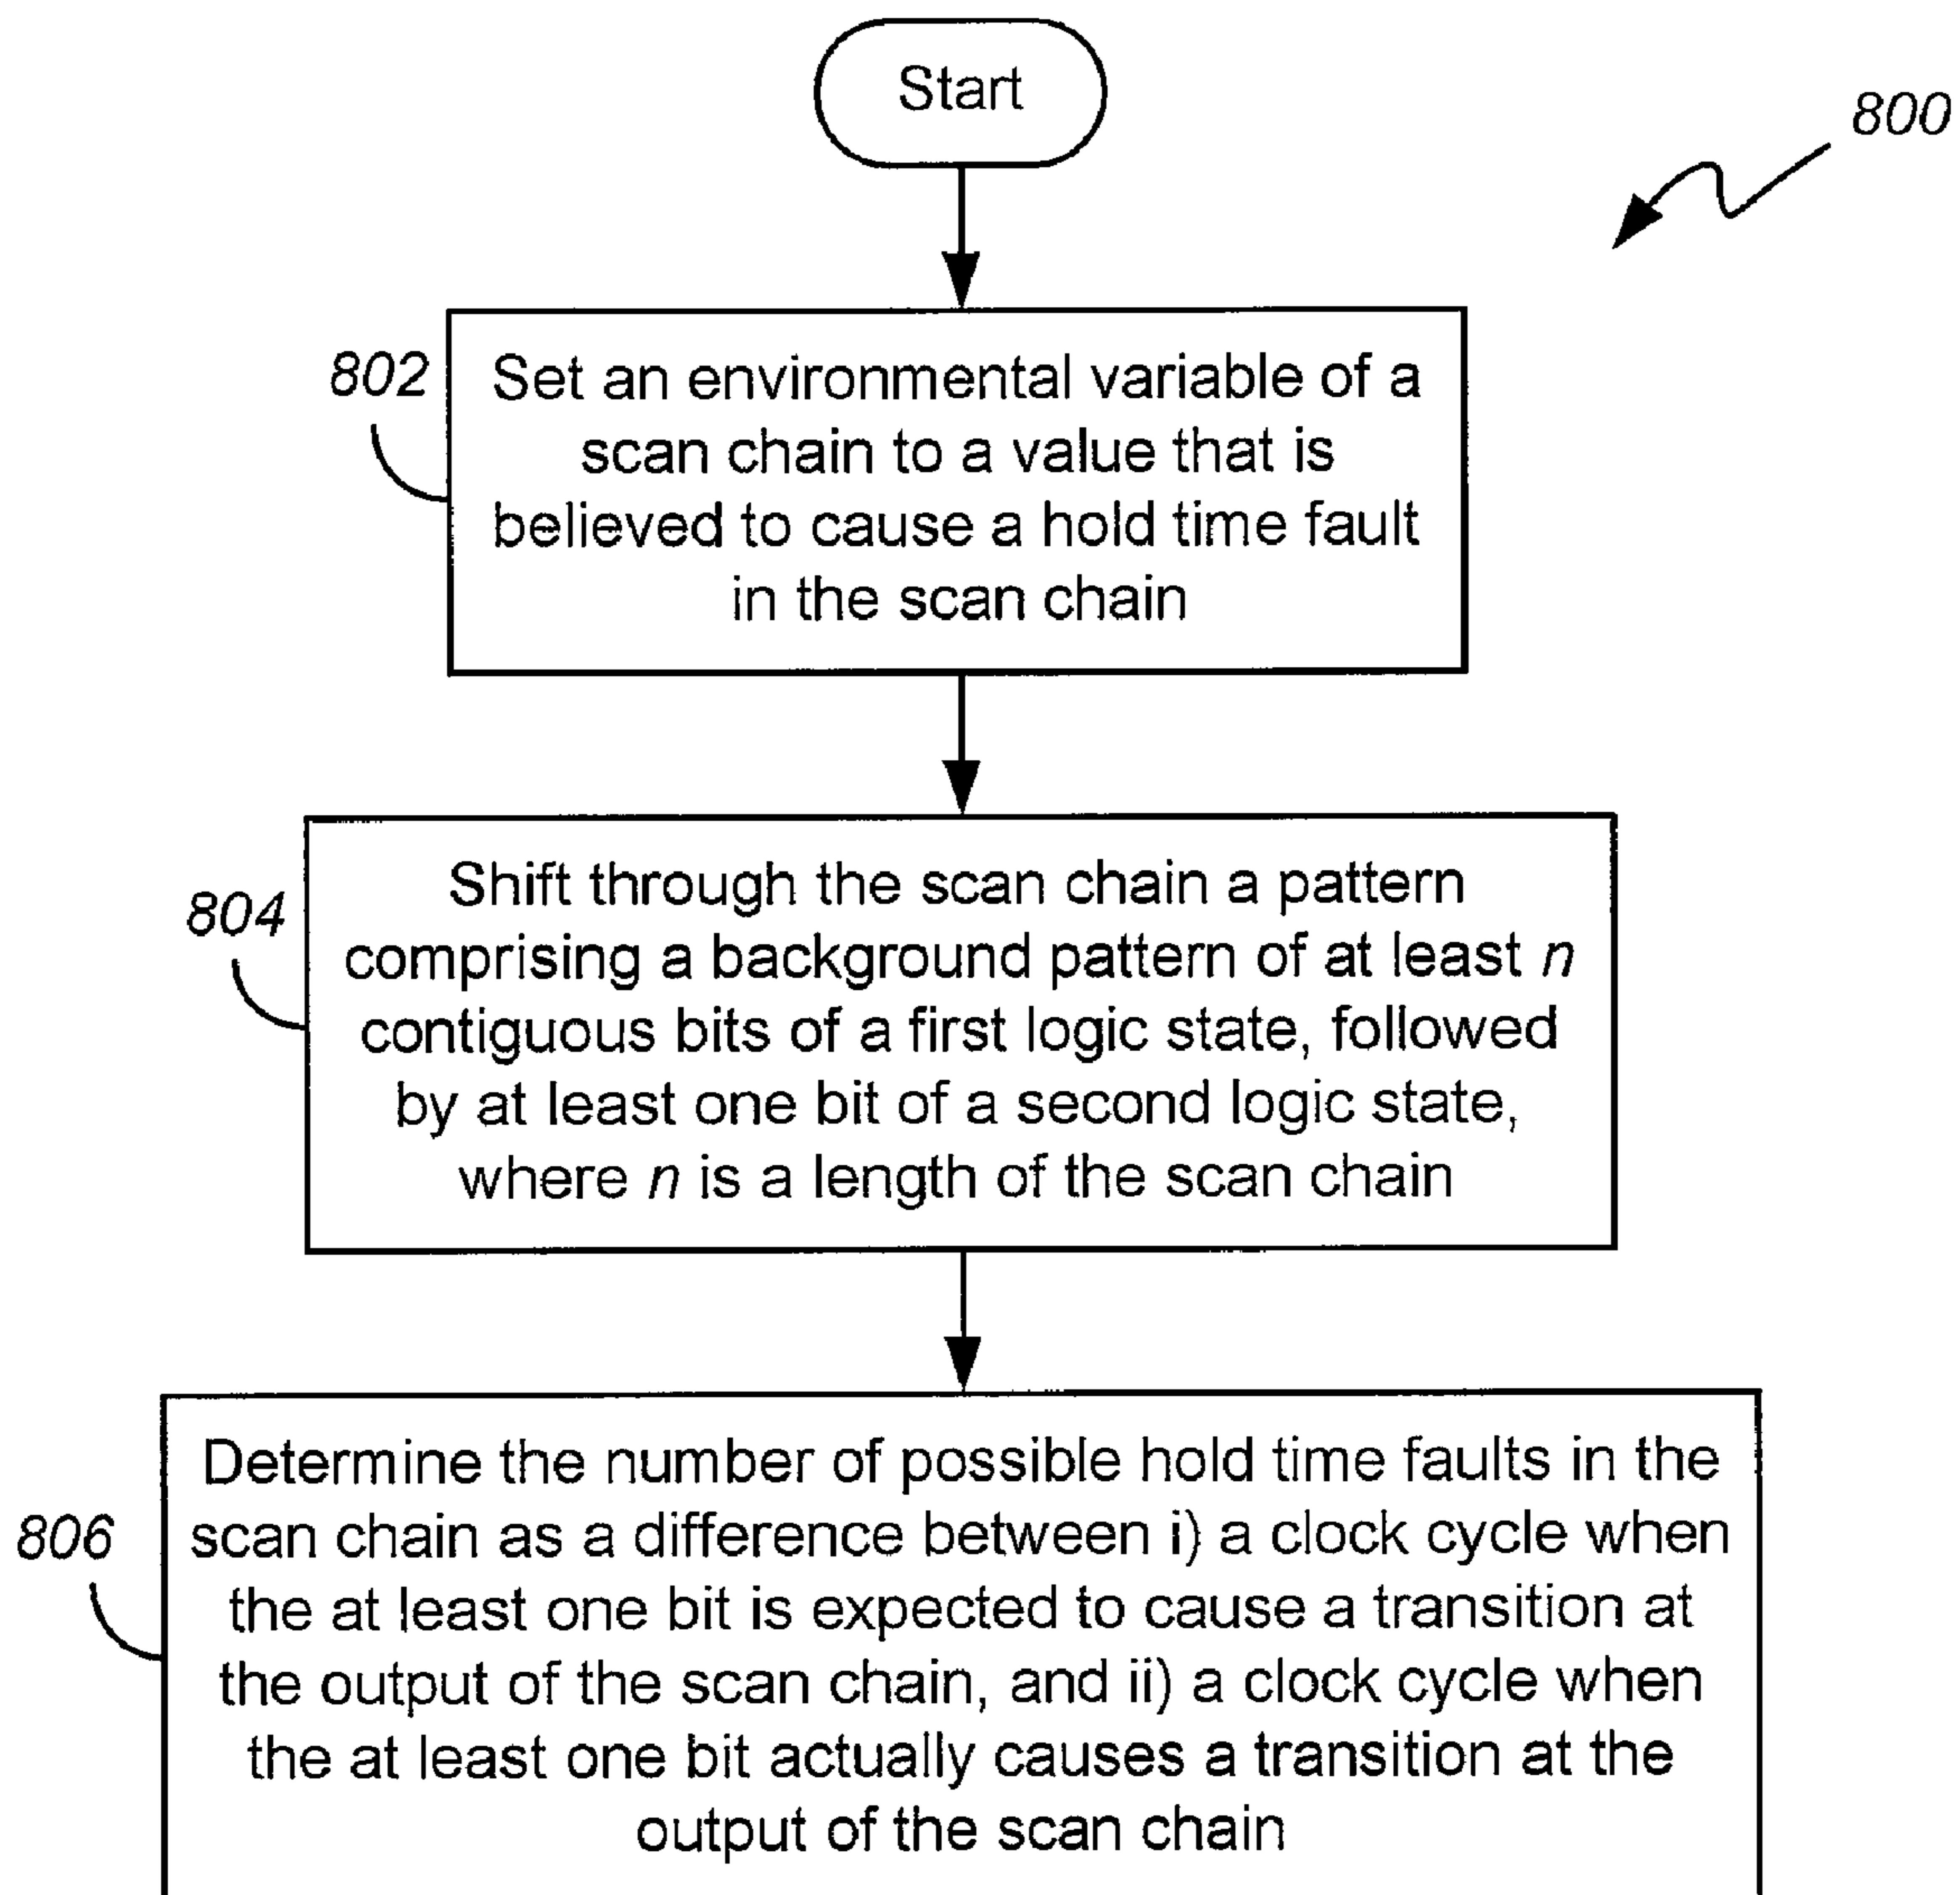 Start
800
802
Set an environmental variable of a
scan chain to a value that is
believed to cause a hold time fault
in the scan chain
804
Shift through the scan chain a pattern
comprising a background pattern of at least n
contiguous bits of a first logic state, followed
by at least one bit of a second logic state,
where n is a length of the scan chain
806
Determine the number of possible hold time faults in the
scan chain as a difference between i) a clock cycle when
the at least one bit is expected to cause a transition at
the output of the scan chain, and ii) a clock cycle when
the at least one bit actually causes a transition at the
output of the scan chain